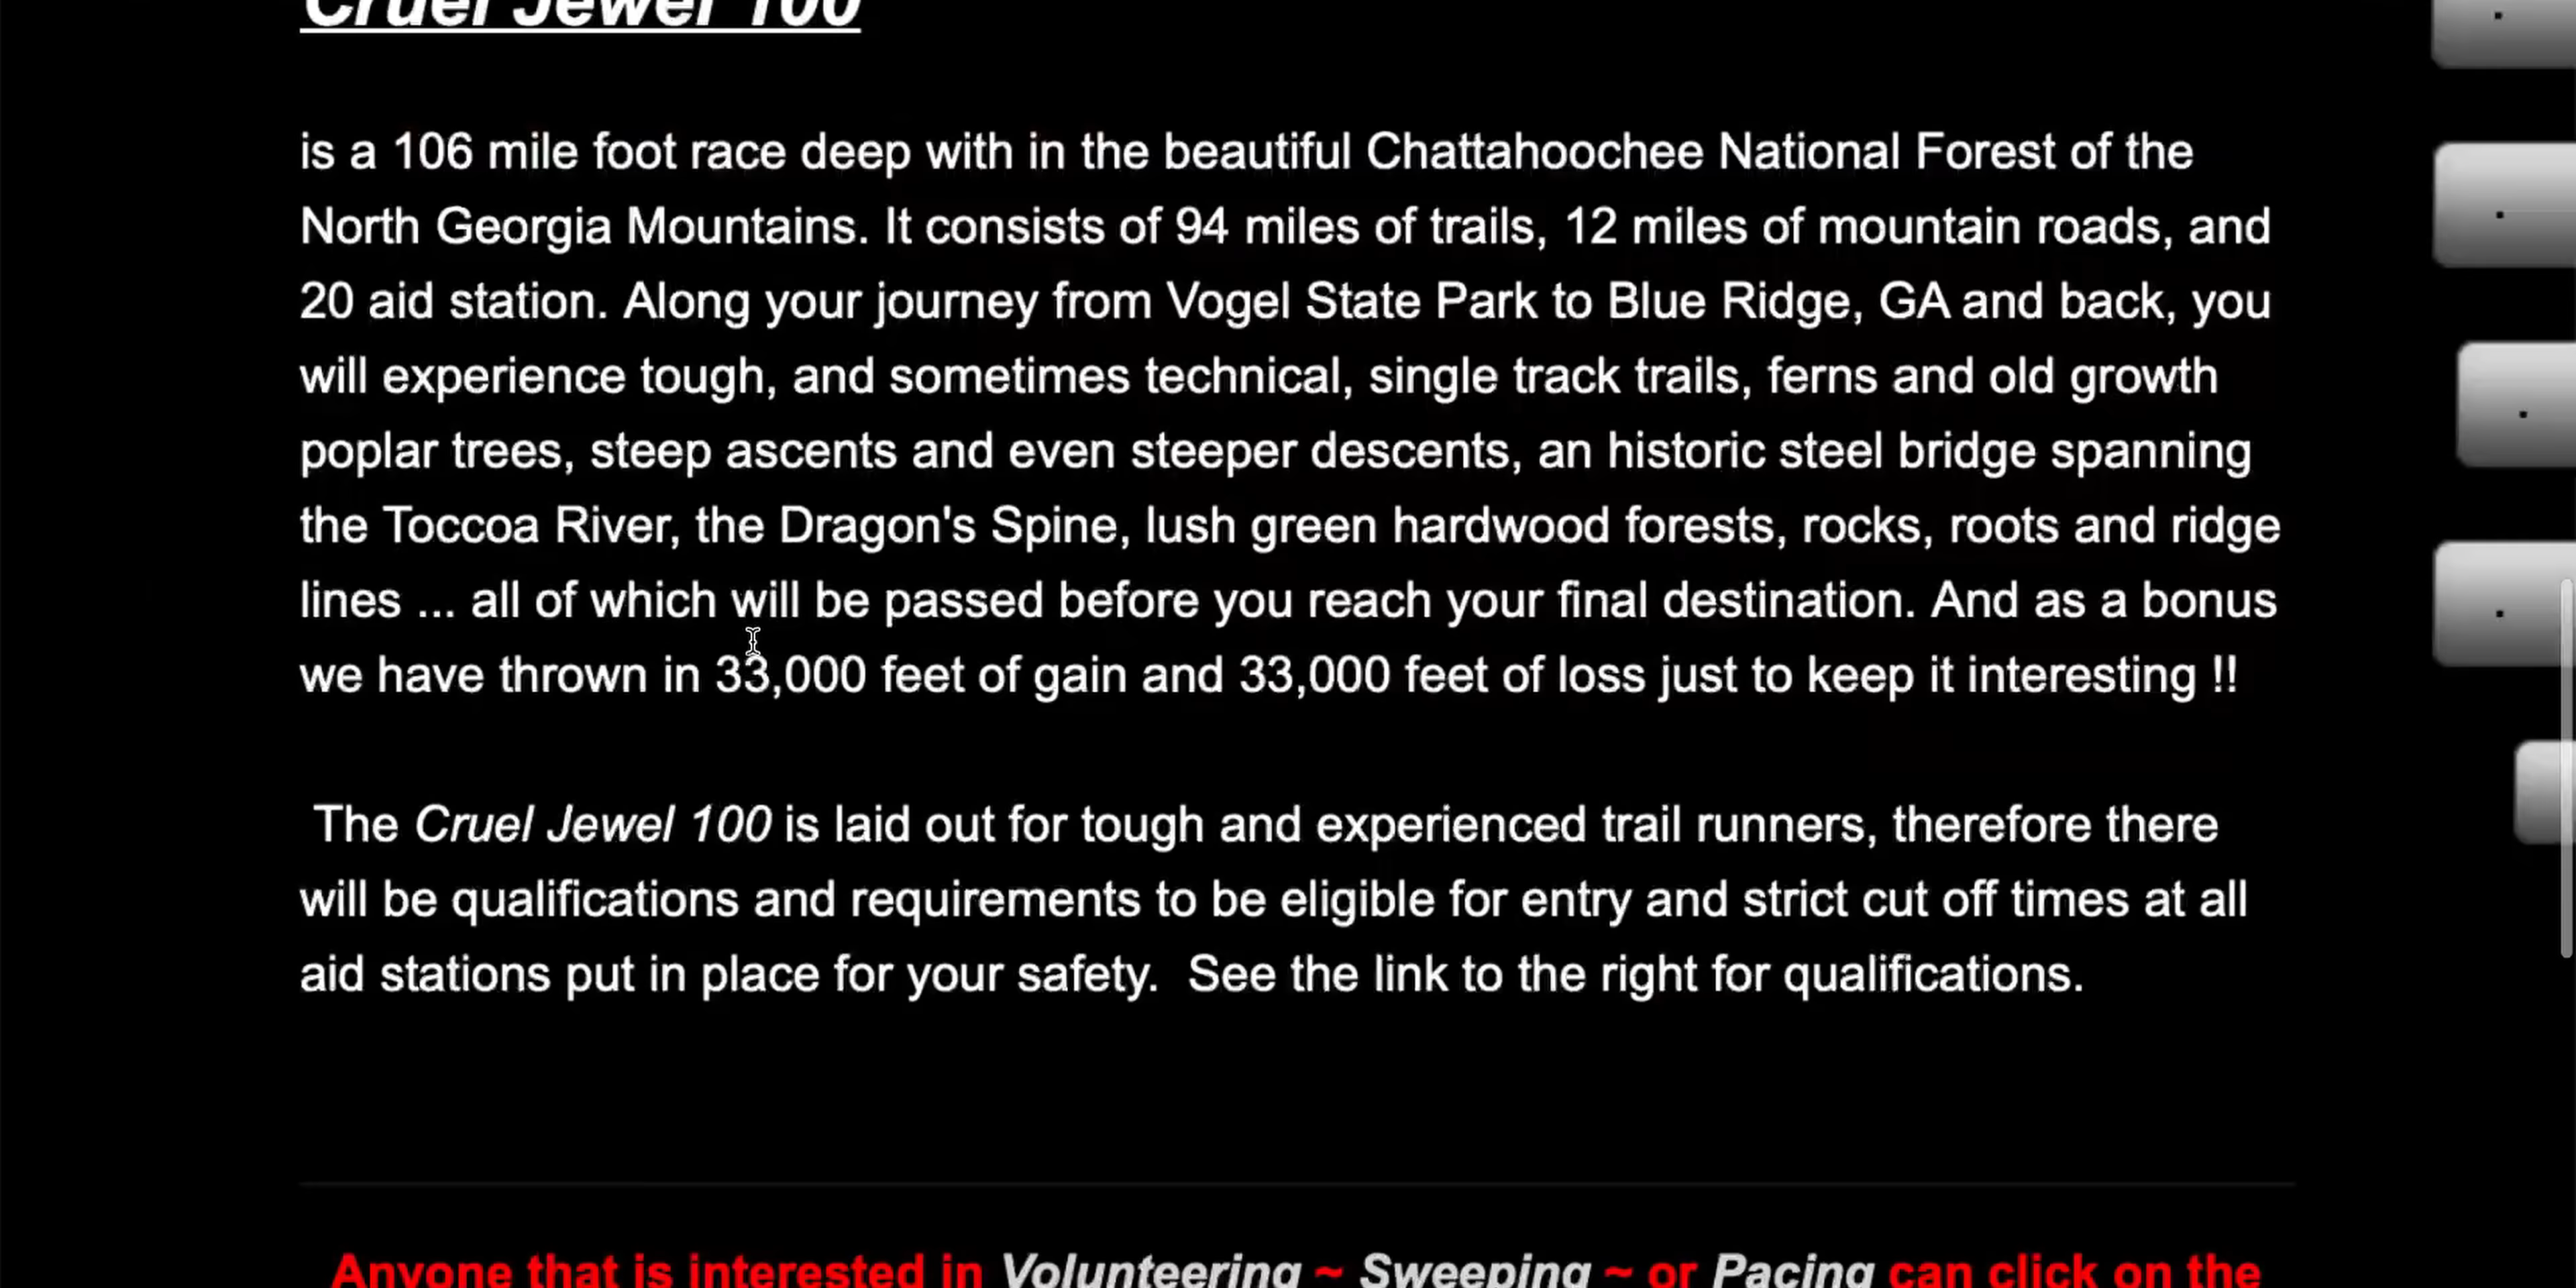 Cruel Jewel 100
is a 106 mile foot race deep with in the beautiful Chattahoochee National Forest of the
North Georgia Mountains. It consists of 94 miles of trails, 12 miles of mountain roads, and
20 aid station. Along your journey from Vogel State Park to Blue Ridge, GA and back, you
will experience tough, and sometimes technical, single track trails, ferns and old growth
poplar trees, steep ascents and even steeper descents, an historic steel bridge spanning
the Toccoa River, the Dragon's Spine, lush green hardwood forests, rocks, roots and ridge
lines ... all of which will be passed before you reach your final destination. And as a bonus
we have thrown in 33,000 feet of gain and 33,000 feet of loss just to keep it interesting !!
The Cruel Jewel 100 is laid out for tough and experienced trail runners, therefore there
will be qualifications and requirements to be eligible for entry and strict cut off times at all
aid stations put in place for your safety.  See the link to the right for qualifications.
Anyone that is interested in Volunteering ~ Sweeping ~ or Pacing can click on the